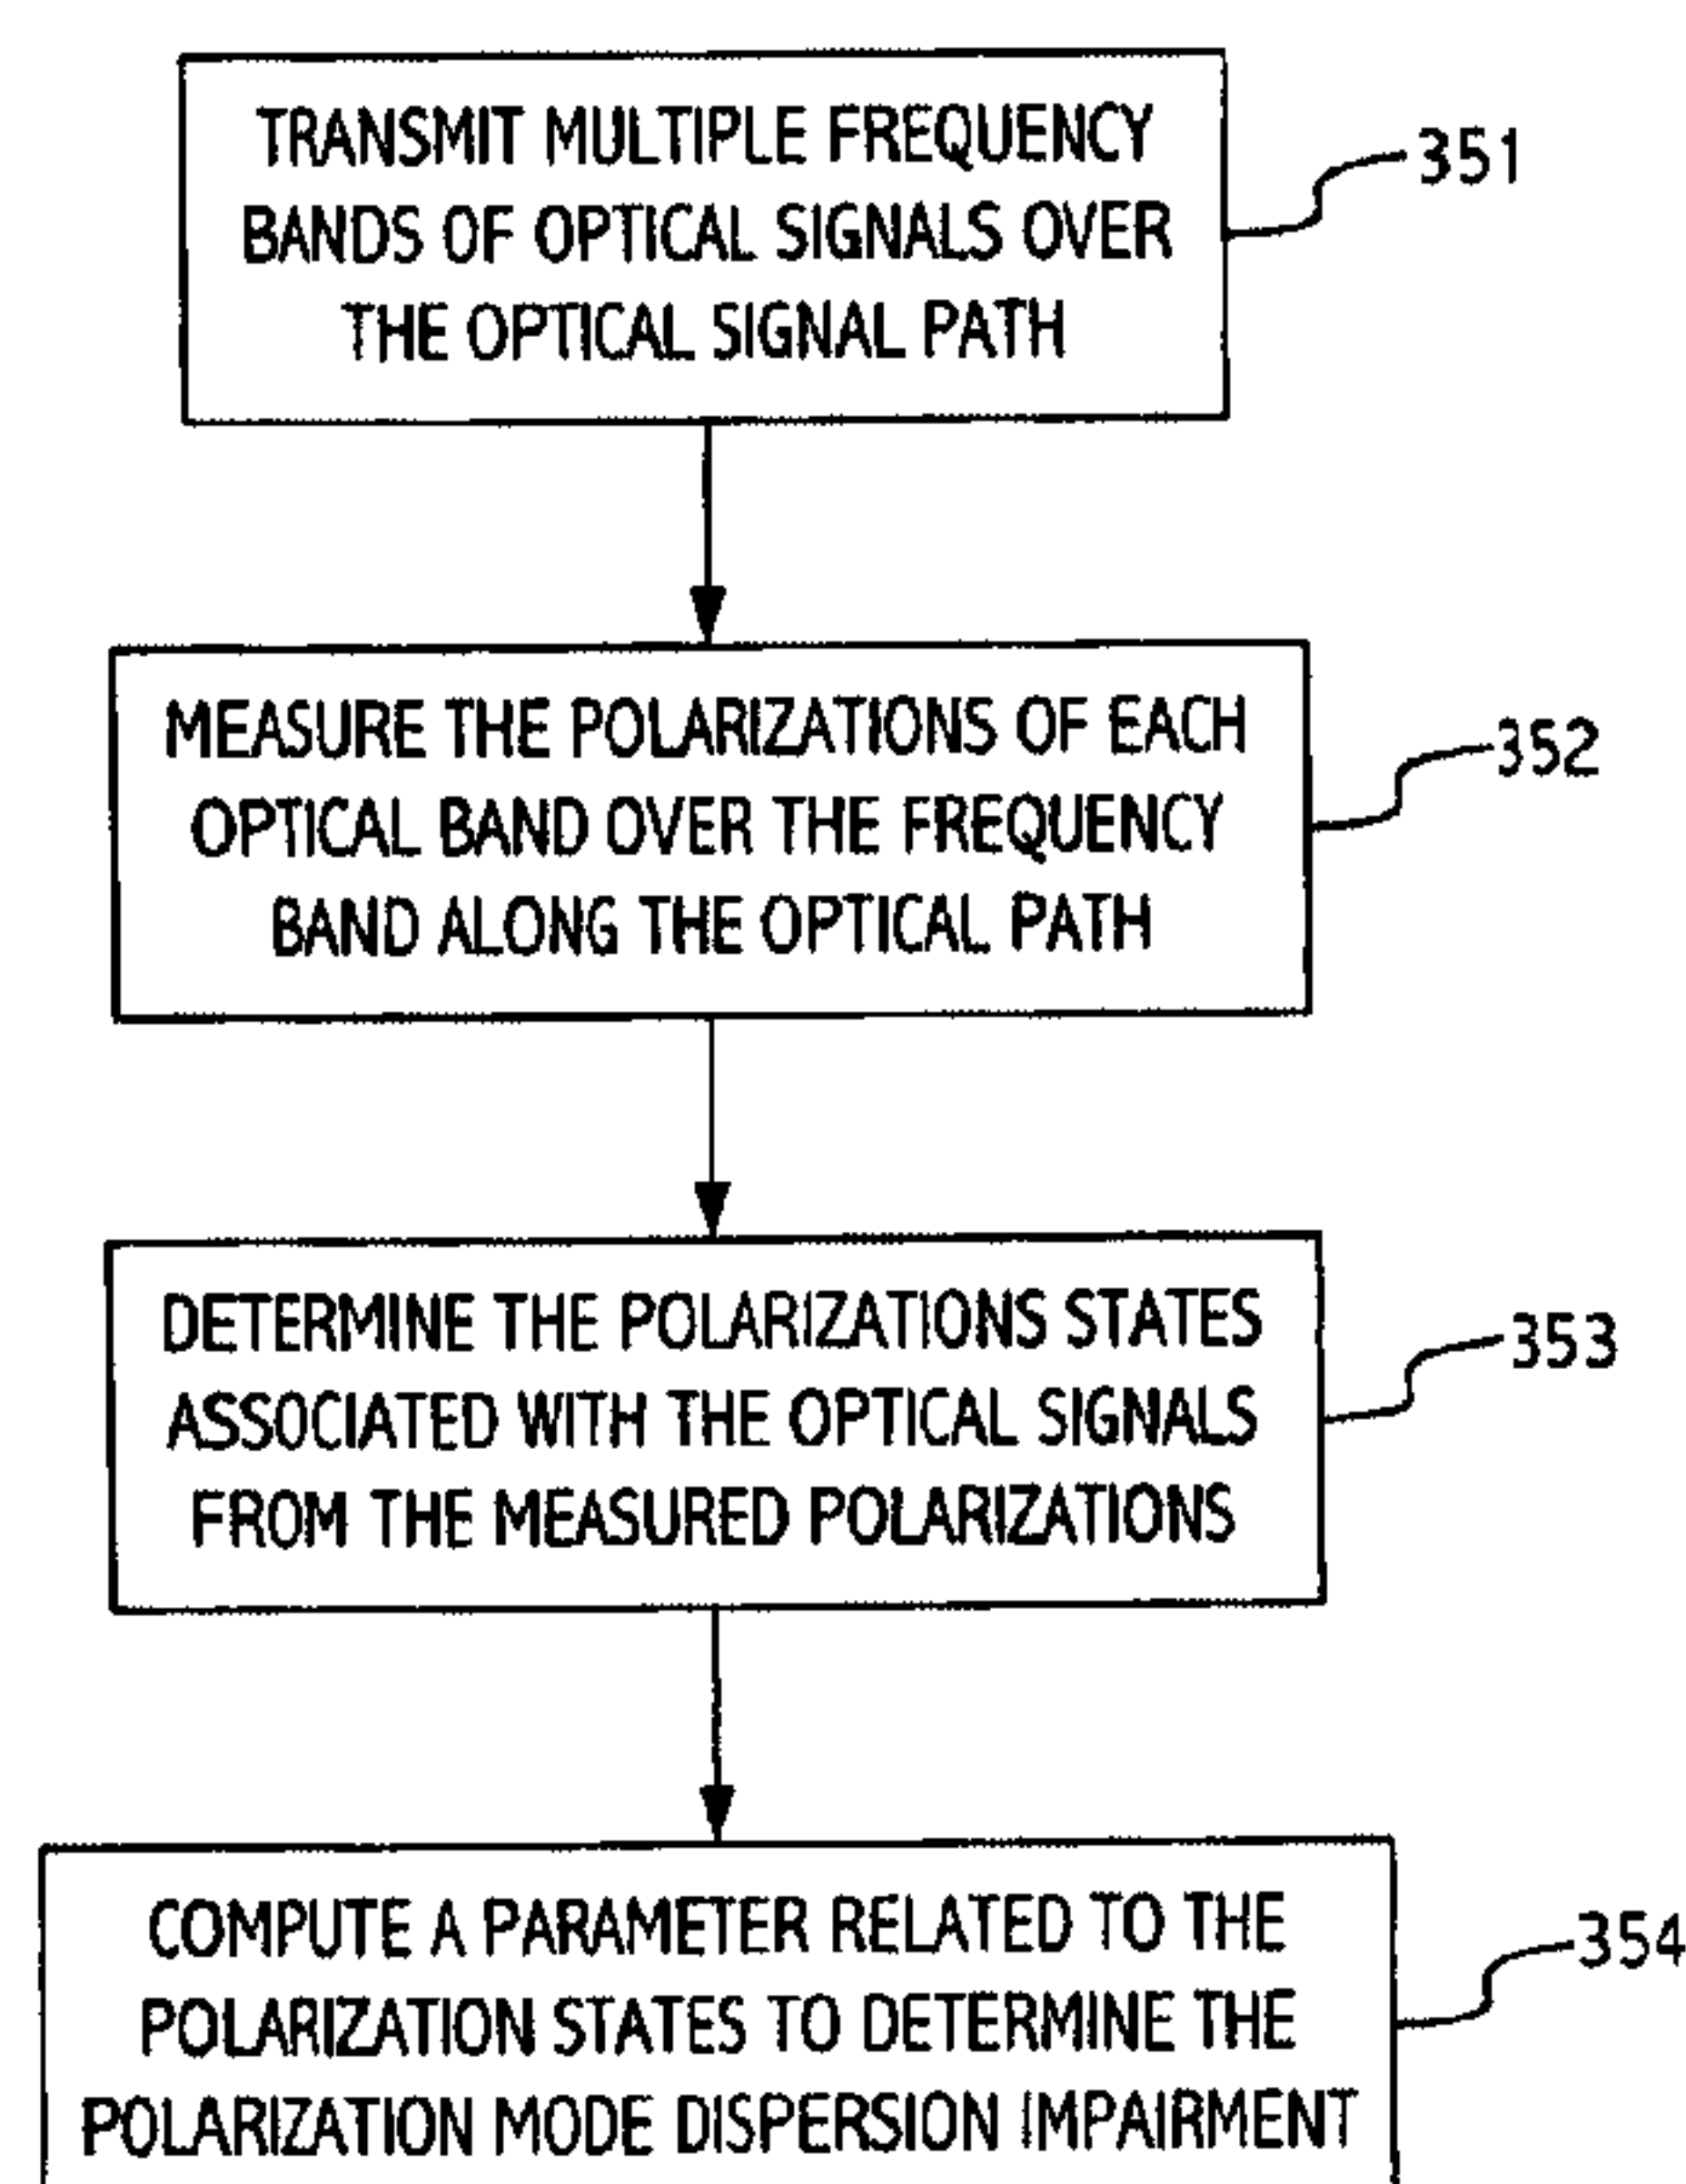 TRANSMIT MULTIPLE FREQUENCY
BANDS OF OPTICAL SIGNALS OVER
THE OPTICAL SIGNAL PATH
351
MEASURE THE POLARIZATIONS OF EACH
OPTICAL BAND OVER THE FREQUENCY
BAND ALONG THE OPTICAL PATH
352
DETERMINE THE POLARIZATIONS STATES
ASSOCIATED WITH THE OPTICAL SIGNALS
FROM THE MEASURED POLARIZATIONS
353
COMPUTE A PARAMETER RELATED TO THE
POLARIZATION STATES TO DETERMINE THE
POLARIZATION MODE DISPERSION IMPAIRMENT
354